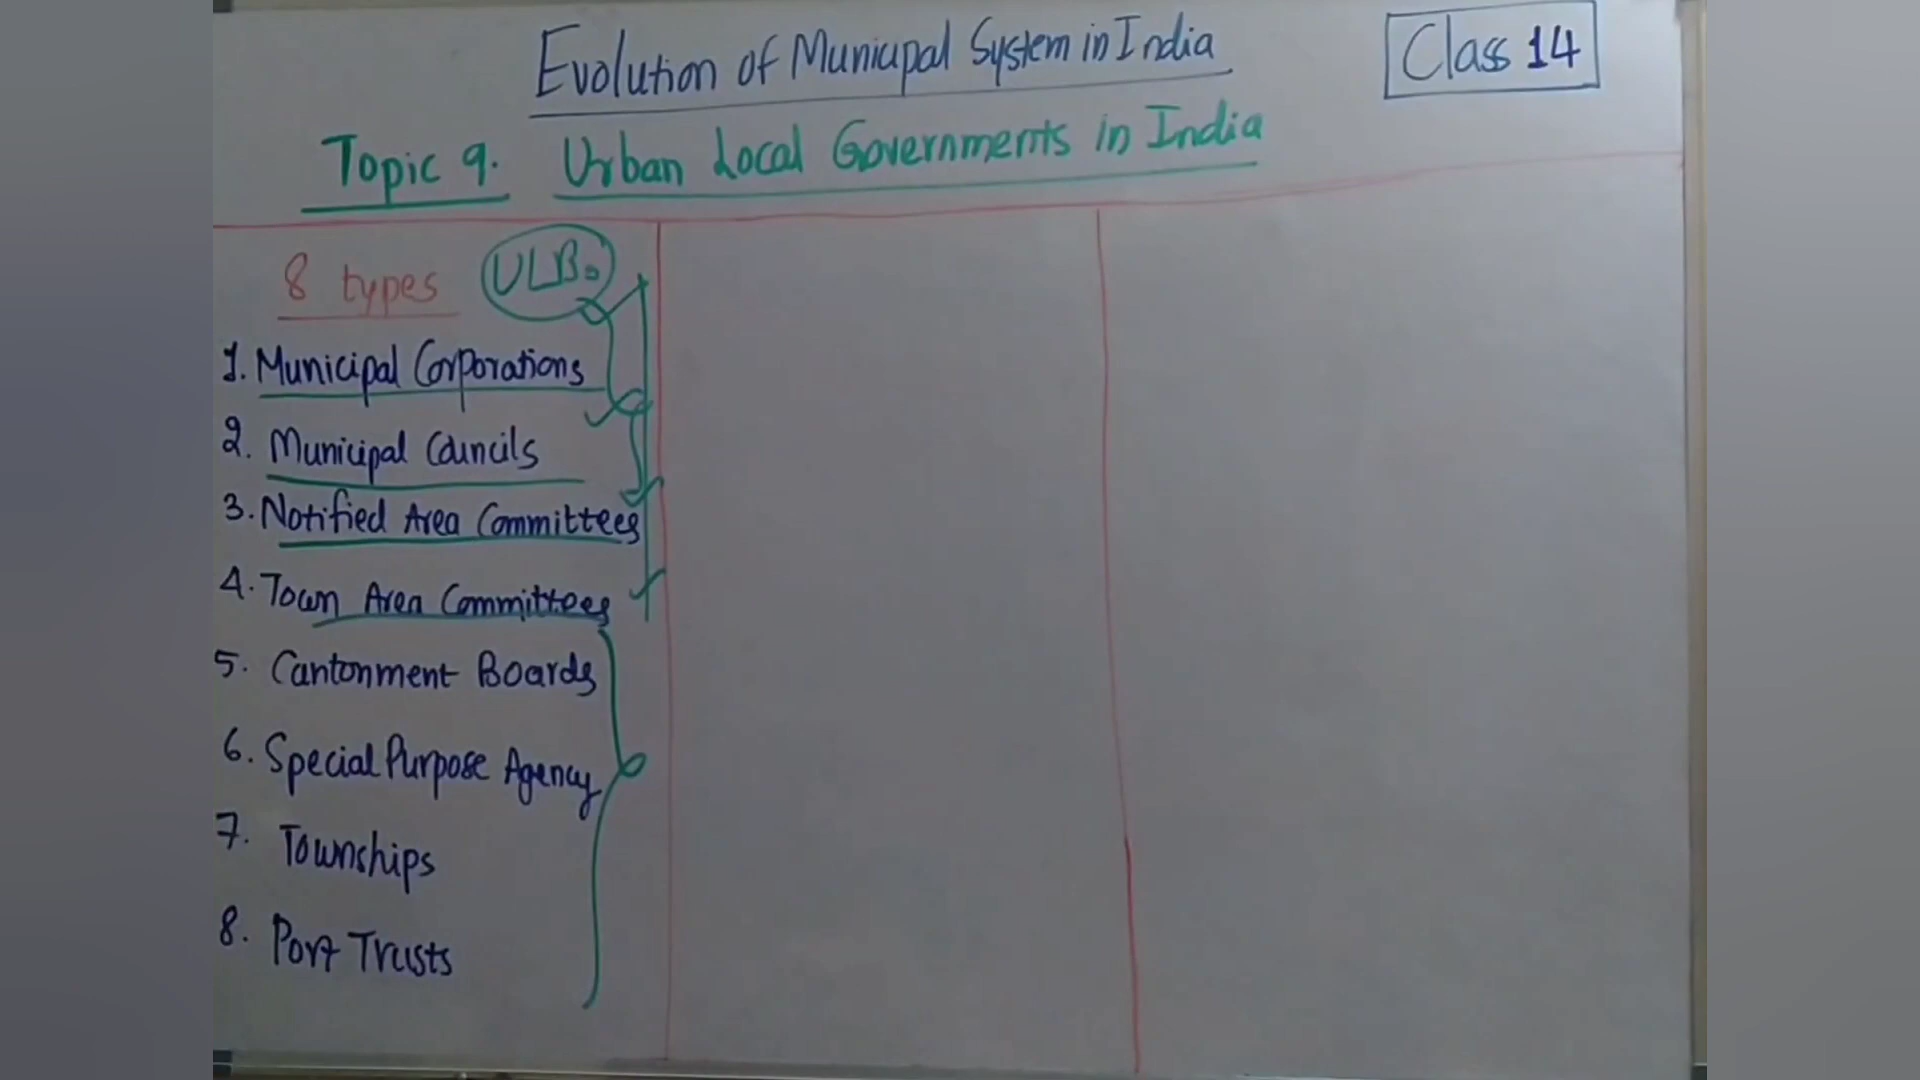 Evolution of Municipal System in India
Class 14
Topic 9. Urban Local Governments in India
8 types ULBs
1. Municipal Corporations
2. Municipal Councils
3. Notified Area Committees
4. Town Area Committees
5. Cantonment Boards
6. Special Purpose Agency
7. Townships
8. Port Trusts